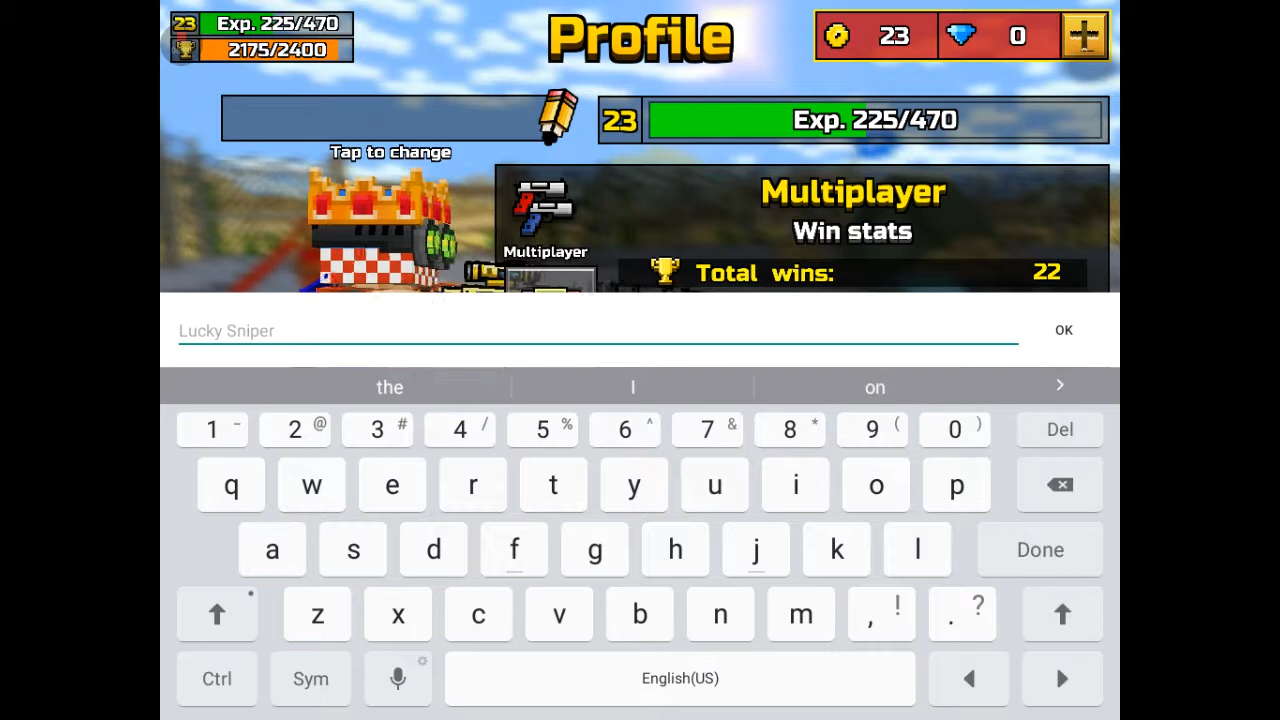 23 Exp. 225/470
2175/2400
Profile
23 0
23 Exp. 225/470
Tap to change
Multiplayer
Win stats
Multiplayer
Total wins: 22
Lucky Sniper OK
the I on >
1 - 2 @ 3 # 4 / 5 % 6 ^ 7 & 8 * 9 ( 0 ) Del
q w e r t y u i o p
a s d f g h j k l Done
z x c v b n m , ! . ?
Ctrl Sym English(US)